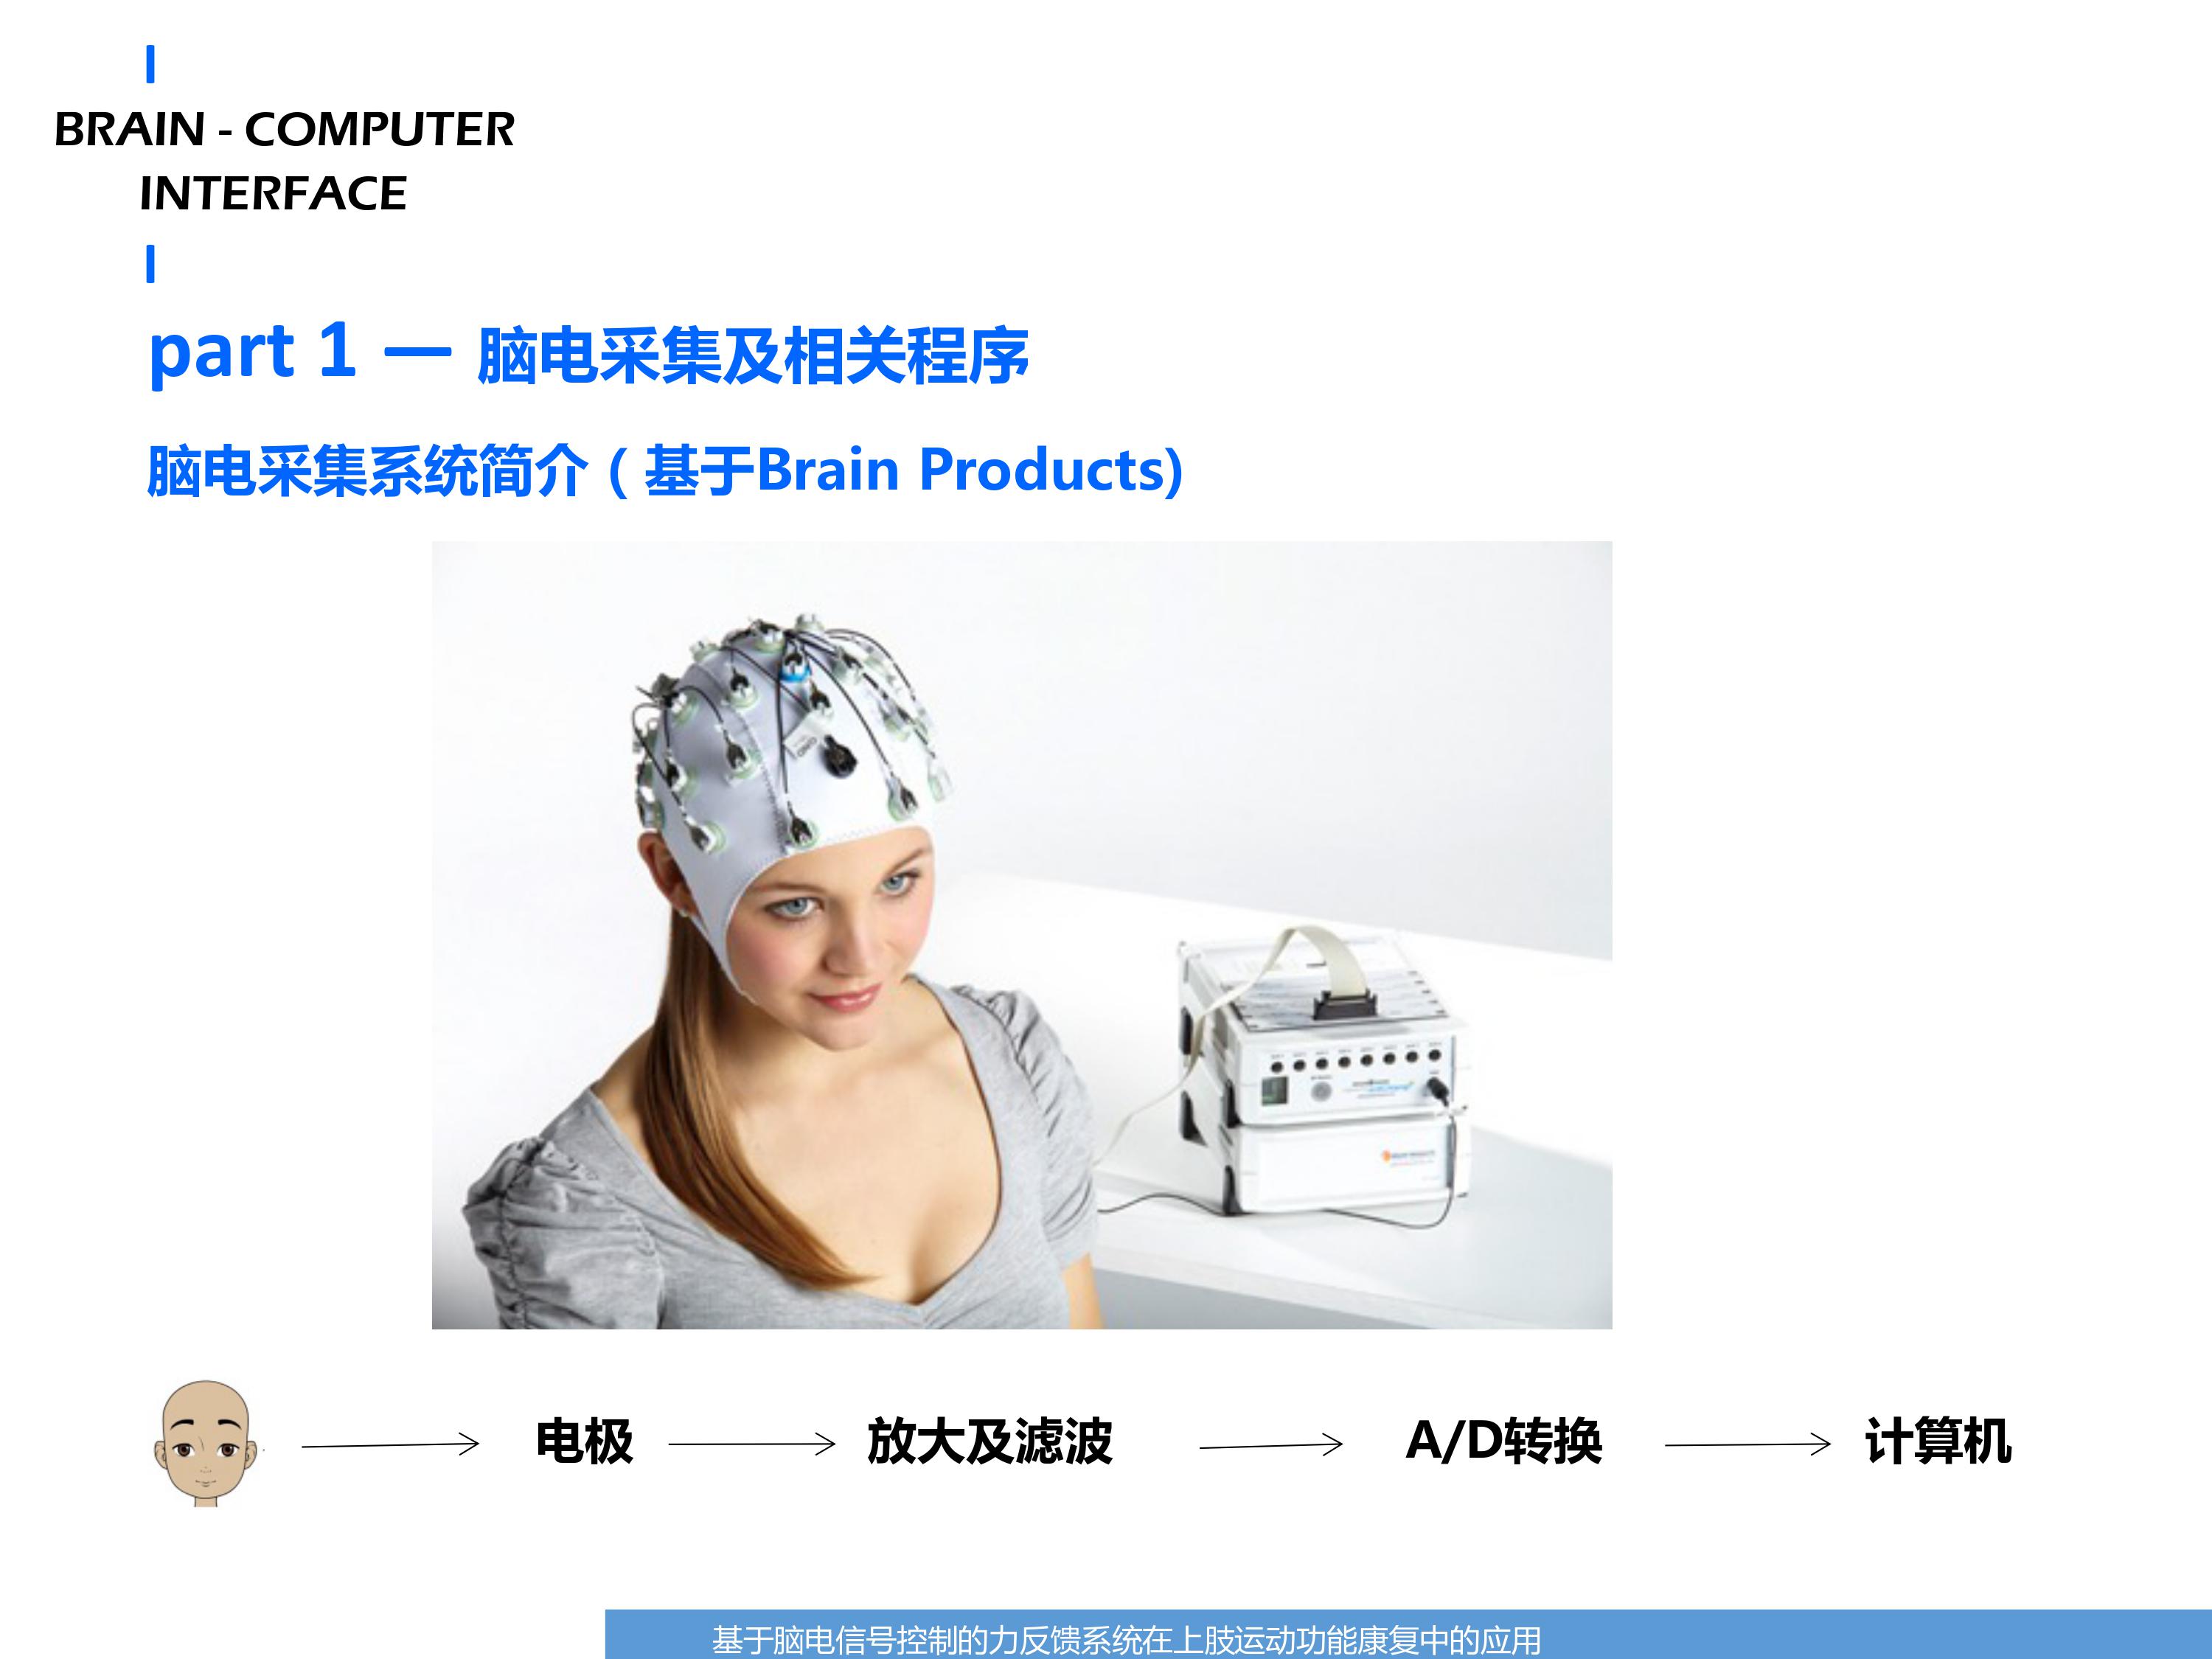 BRAIN - COMPUTER
INTERFACE
part 1 — 脑电采集及相关程序
脑电采集系统简介（基于Brain Products)
电极
放大及滤波
A/D转换
计算机
基于脑电信号控制的力反馈系统在上肢运动功能康复中的应用